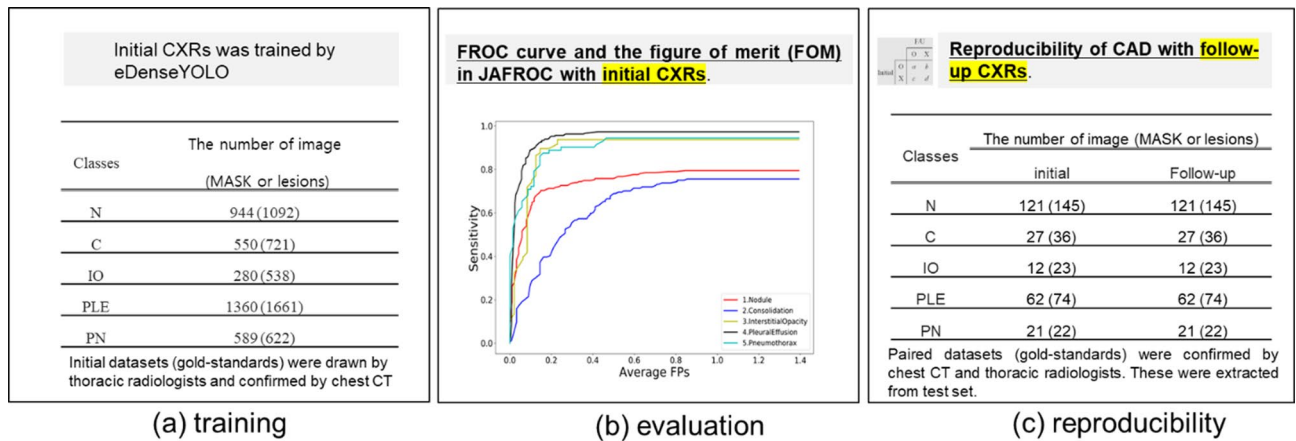 Initial CXRs was trained by
eDenseYOLO
Classes
The number of image
(MASK or lesions)
N 944 (1092)
C 550 (721)
IO 280 (538)
PLE 1360 (1661)
PN 589 (622)
Initial datasets (gold-standards) were drawn by
thoracic radiologists and confirmed by chest CT
(a) training
FROC curve and the figure of merit (FOM)
in JAFROC with initial CXRs.
Sensitivity
1.0
0.8
0.6
0.4
0.2
0.0
0.0 0.2 0.4 0.6 0.8 1.0 1.2 1.4
Average FPs
1.Nodule
2.Consolidation
3.InterstitialOpacity
4.PleuralEffusion
5.Pneumothorax
(b) evaluation
F/U
O X
Initial O a b
X c d
Reproducibility of CAD with follow-
up CXRs.
Classes
The number of image (MASK or lesions)
initial Follow-up
N 121 (145) 121 (145)
C 27 (36) 27 (36)
IO 12 (23) 12 (23)
PLE 62 (74) 62 (74)
PN 21 (22) 21 (22)
Paired datasets (gold-standards) were confirmed by
chest CT and thoracic radiologists. These were extracted
from test set.
(c) reproducibility